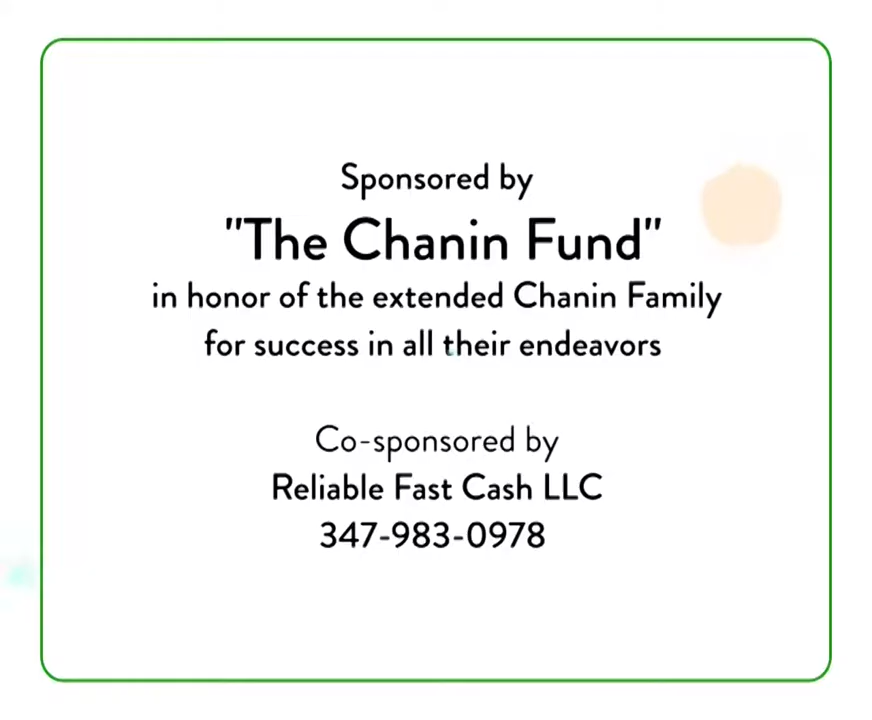 Sponsored by
"The Chanin Fund"
in honor of the extended Chanin Family
for success in all their endeavors
Co-sponsored by
Reliable Fast Cash LLC
347-983-0978